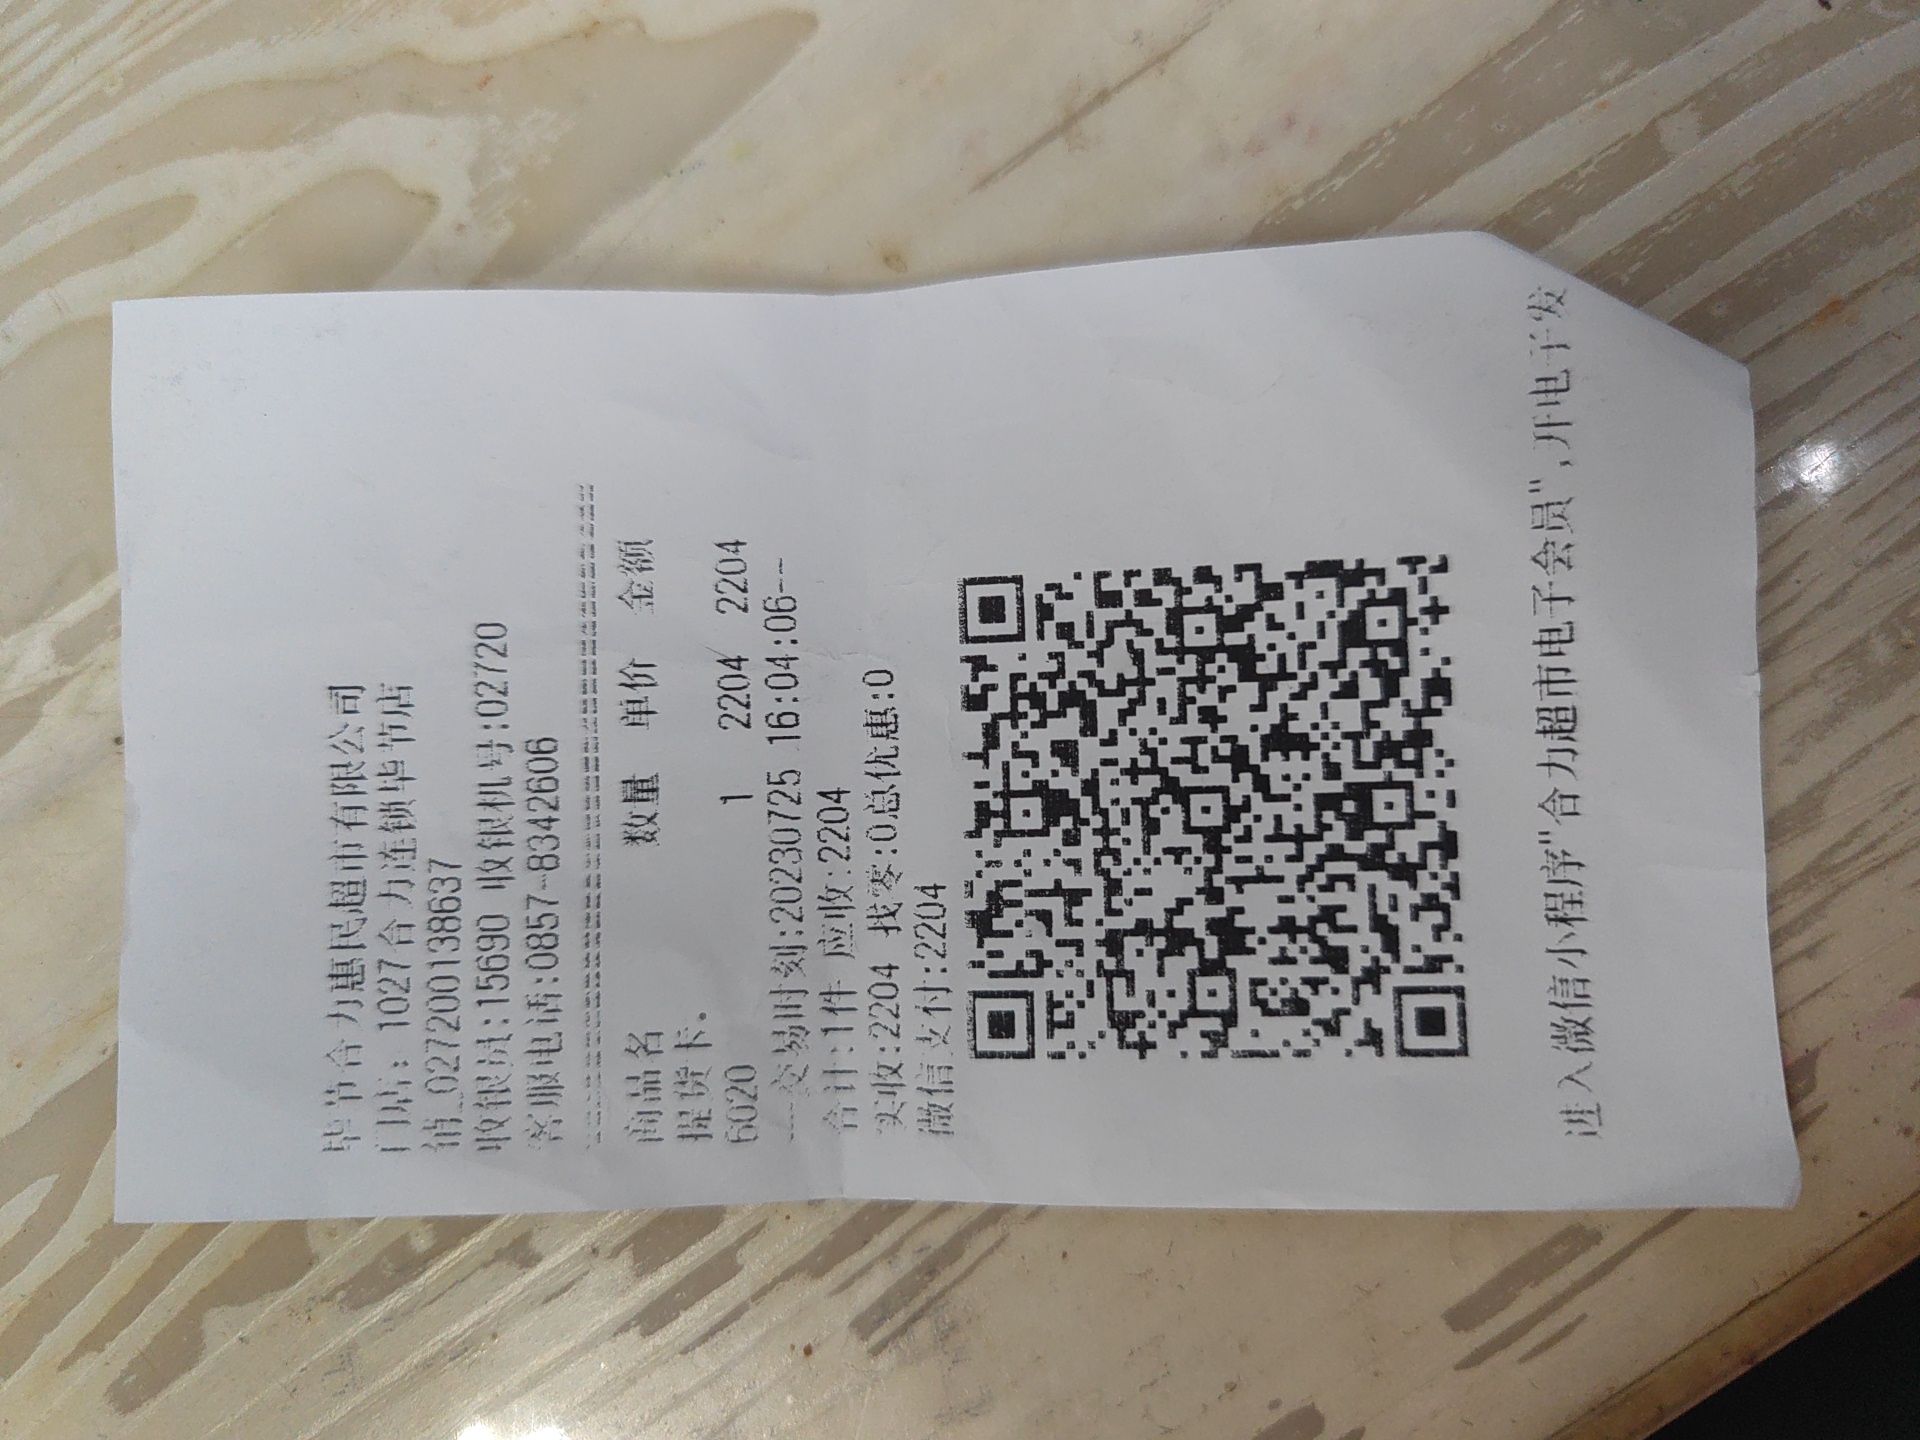 毕节合力惠民超市有限公司
门店: 1027合力连锁毕节店
销_0272001138637
收银员:15690 收银机号:02720
客服电话:0857-8342606
商品名 数量 单价 金额
提货卡.
6020 1 2204 2204
---交易时刻:20230725 16:04:06--
合计:1件 应收:2204
实收:2204 找零:0总优惠:0
微信支付:2204
进入微信小程序"合力超市电子会员",开电子发